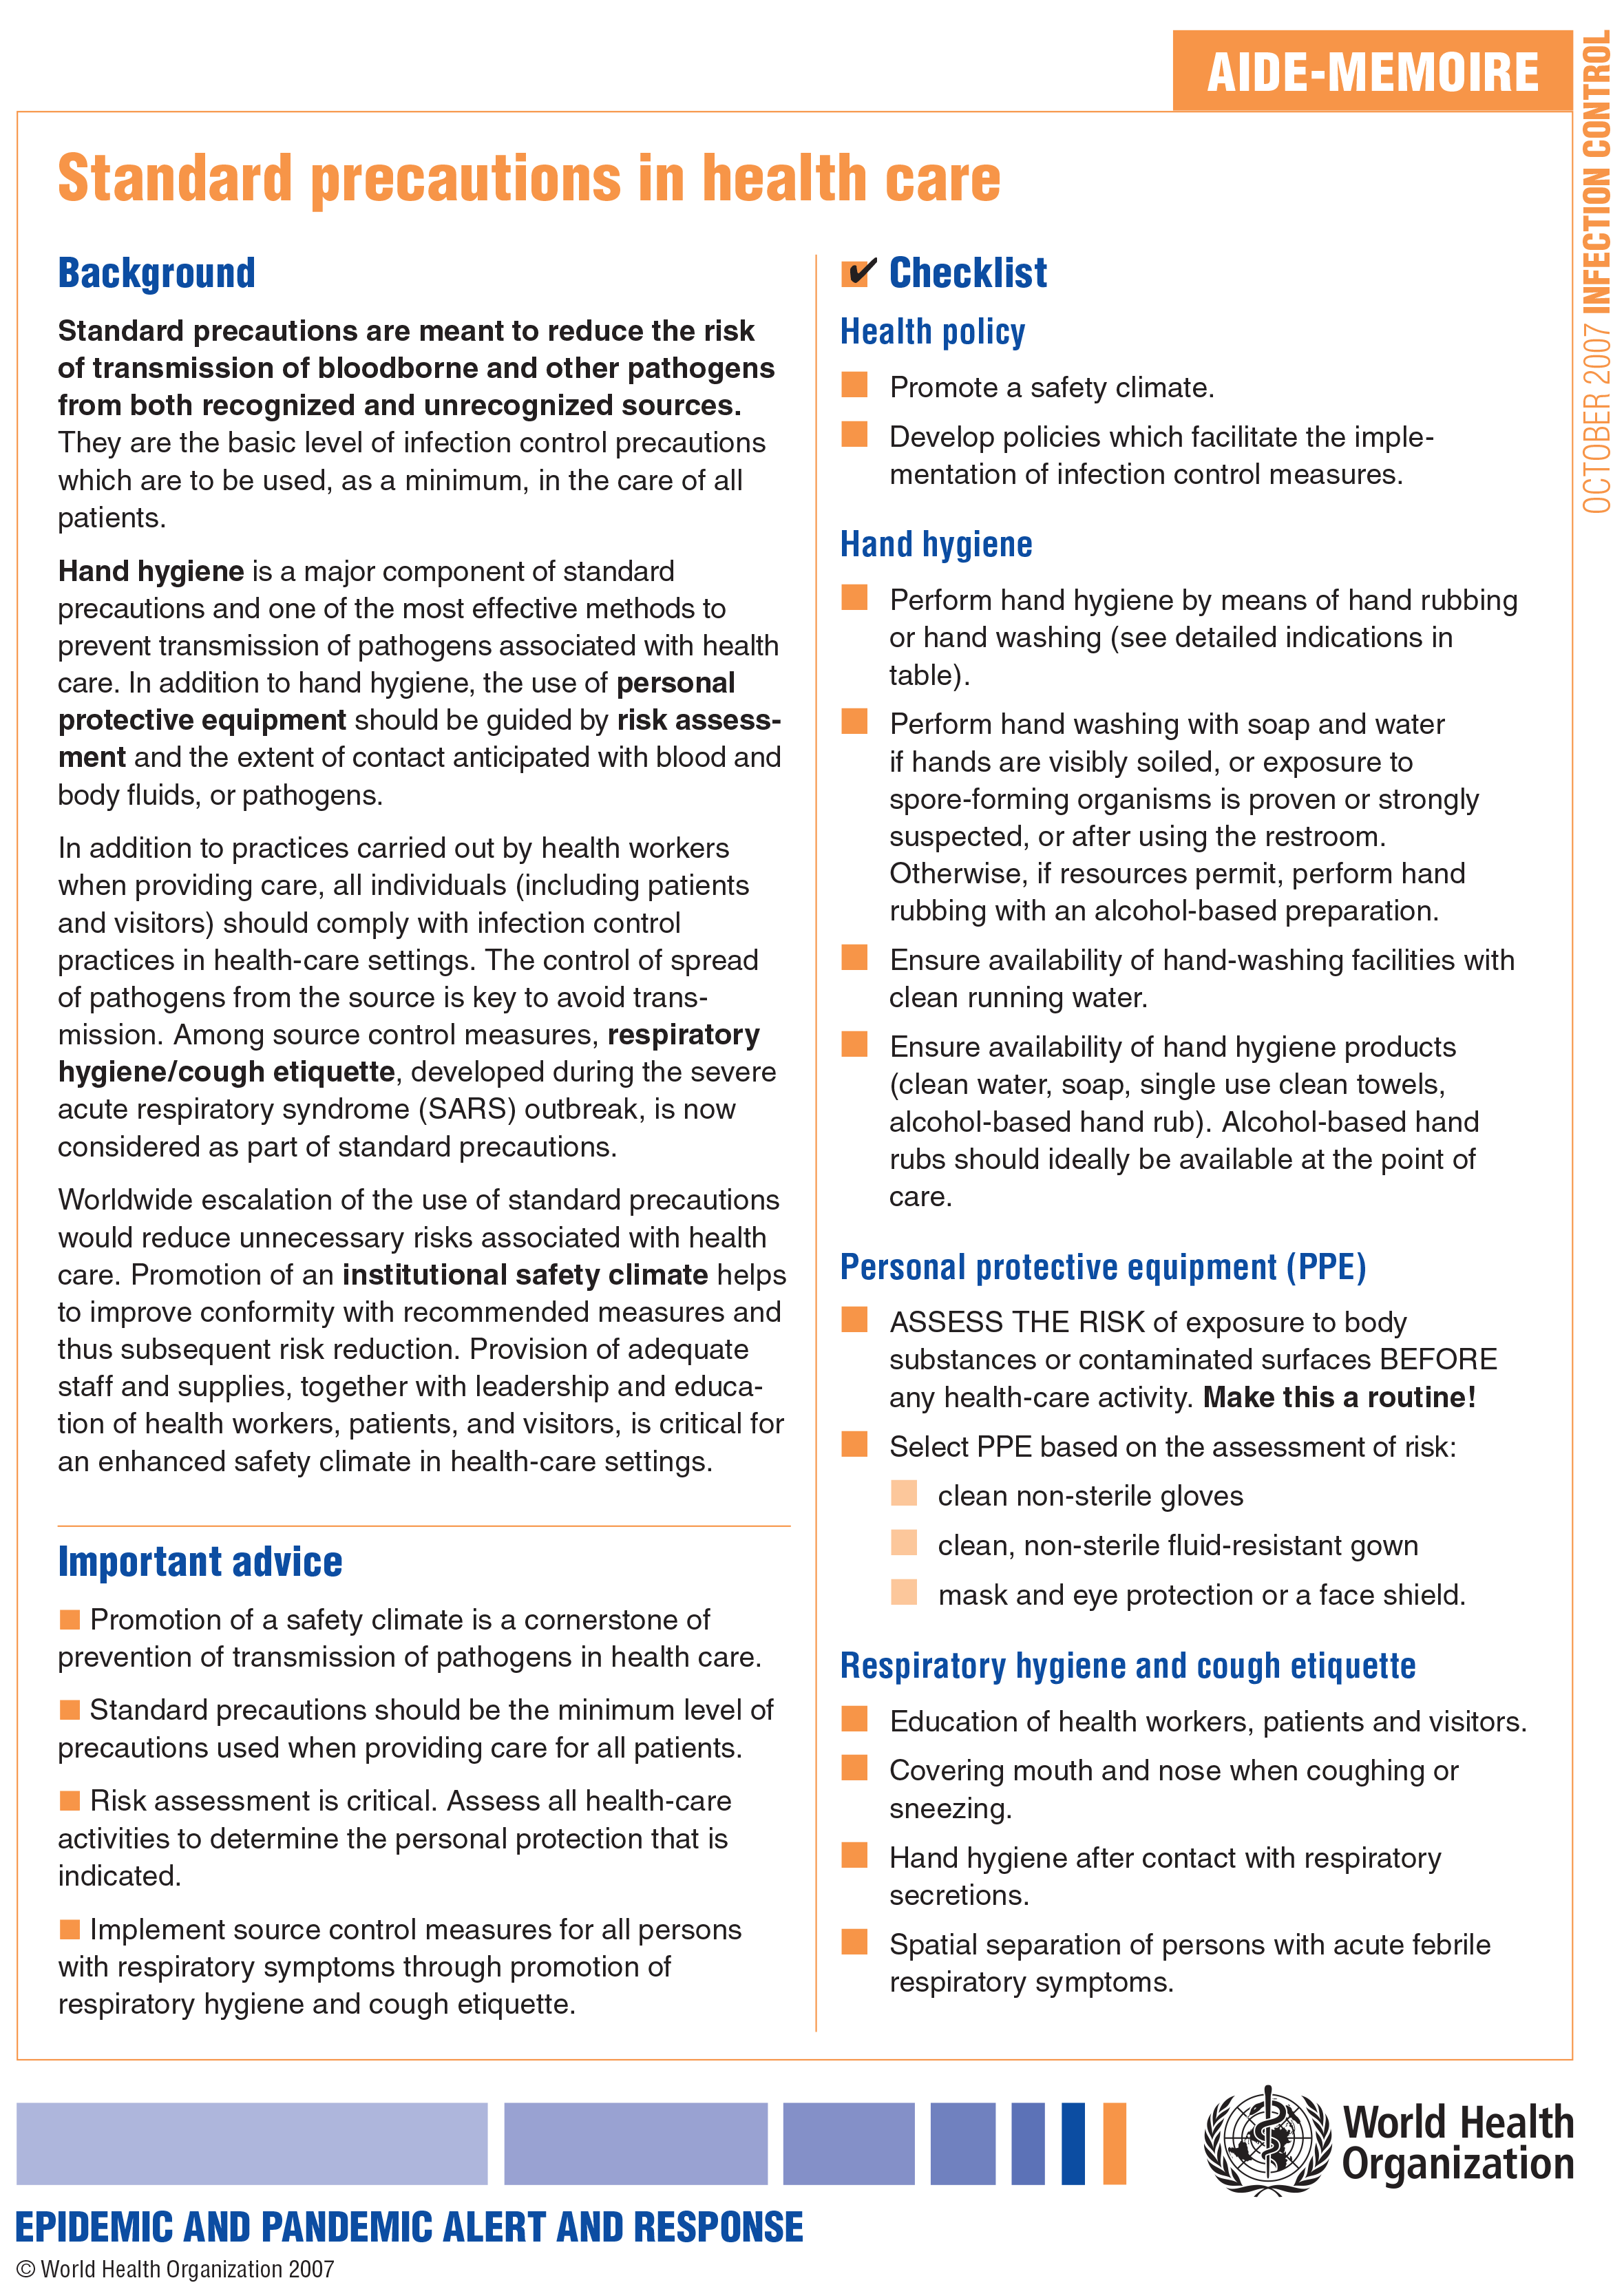 AIDE-MEMOIRE
OCTOBER 2007 INFECTION CONTROL
Standard precautions in health care
Background
Standard precautions are meant to reduce the risk
of transmission of bloodborne and other pathogens
from both recognized and unrecognized sources.
They are the basic level of infection control precautions
which are to be used, as a minimum, in the care of all
patients.
Hand hygiene is a major component of standard
precautions and one of the most effective methods to
prevent transmission of pathogens associated with health
care. In addition to hand hygiene, the use of personal
protective equipment should be guided by risk assess-
ment and the extent of contact anticipated with blood and
body fluids, or pathogens.
In addition to practices carried out by health workers
when providing care, all individuals (including patients
and visitors) should comply with infection control
practices in health-care settings. The control of spread
of pathogens from the source is key to avoid trans-
mission. Among source control measures, respiratory
hygiene/cough etiquette, developed during the severe
acute respiratory syndrome (SARS) outbreak, is now
considered as part of standard precautions.
Worldwide escalation of the use of standard precautions
would reduce unnecessary risks associated with health
care. Promotion of an institutional safety climate helps
to improve conformity with recommended measures and
thus subsequent risk reduction. Provision of adequate
staff and supplies, together with leadership and educa-
tion of health workers, patients, and visitors, is critical for
an enhanced safety climate in health-care settings.
Important advice
■ Promotion of a safety climate is a cornerstone of
prevention of transmission of pathogens in health care.
■ Standard precautions should be the minimum level of
precautions used when providing care for all patients.
■ Risk assessment is critical. Assess all health-care
activities to determine the personal protection that is
indicated.
■ Implement source control measures for all persons
with respiratory symptoms through promotion of
respiratory hygiene and cough etiquette.
✔ Checklist
Health policy
■ Promote a safety climate.
■ Develop policies which facilitate the imple-
mentation of infection control measures.
Hand hygiene
■ Perform hand hygiene by means of hand rubbing
or hand washing (see detailed indications in
table).
■ Perform hand washing with soap and water
if hands are visibly soiled, or exposure to
spore-forming organisms is proven or strongly
suspected, or after using the restroom.
Otherwise, if resources permit, perform hand
rubbing with an alcohol-based preparation.
■ Ensure availability of hand-washing facilities with
clean running water.
■ Ensure availability of hand hygiene products
(clean water, soap, single use clean towels,
alcohol-based hand rub). Alcohol-based hand
rubs should ideally be available at the point of
care.
Personal protective equipment (PPE)
■ ASSESS THE RISK of exposure to body
substances or contaminated surfaces BEFORE
any health-care activity. Make this a routine!
■ Select PPE based on the assessment of risk:
■ clean non-sterile gloves
■ clean, non-sterile fluid-resistant gown
■ mask and eye protection or a face shield.
Respiratory hygiene and cough etiquette
■ Education of health workers, patients and visitors.
■ Covering mouth and nose when coughing or
sneezing.
■ Hand hygiene after contact with respiratory
secretions.
■ Spatial separation of persons with acute febrile
respiratory symptoms.
World Health
Organization
EPIDEMIC AND PANDEMIC ALERT AND RESPONSE
© World Health Organization 2007